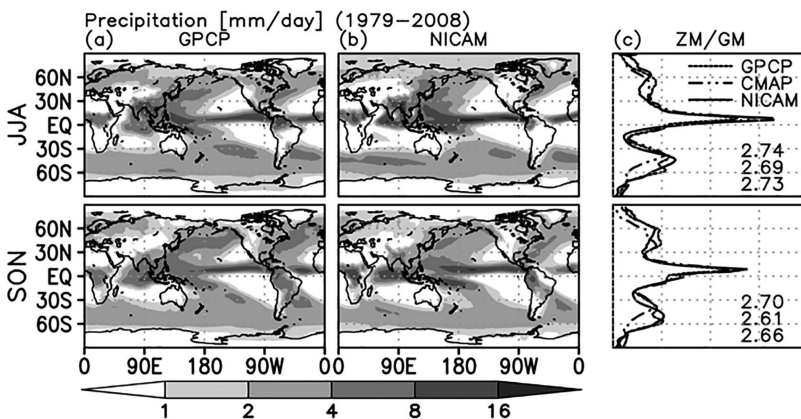 Precipitation [mm/day] (1979–2008)
(a) GPCP (b) NICAM (c) ZM/GM
JJA
60N
30N
EQ
30S
60S
GPCP
CMAP
NICAM
2.74
2.69
2.73
SON
60N
30N
EQ
30S
60S
2.70
2.61
2.66
0 90E 180 90W 0 90E 180 90W 0
1 2 4 8 16